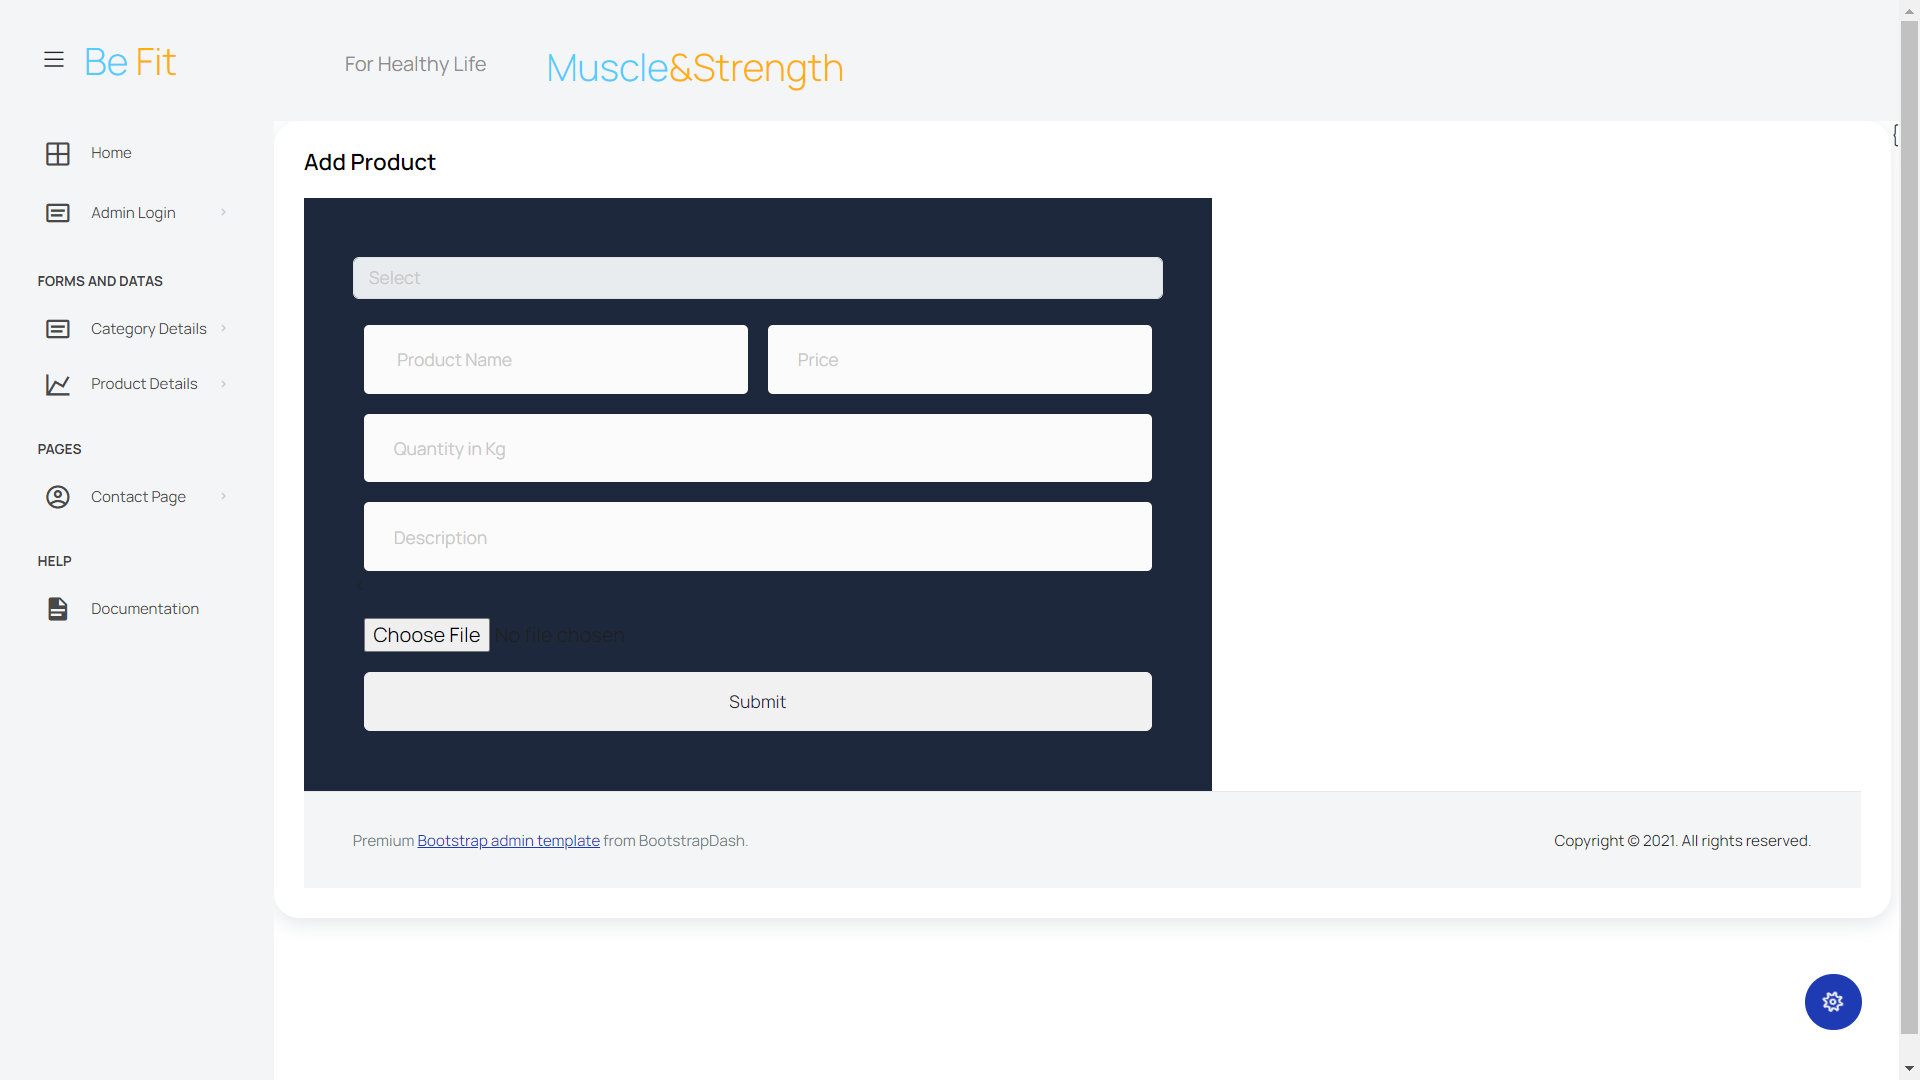 Be Fit
For Healthy Life
Muscle&Strength
Home
Admin Login
FORMS AND DATAS
Category Details
Product Details
PAGES
Contact Page
HELP
Documentation
{
Add Product
Select
Product Name
Price
Quantity in Kg
Description
Choose File No file chosen
Submit
Premium Bootstrap admin template from BootstrapDash.
Copyright © 2021. All rights reserved.